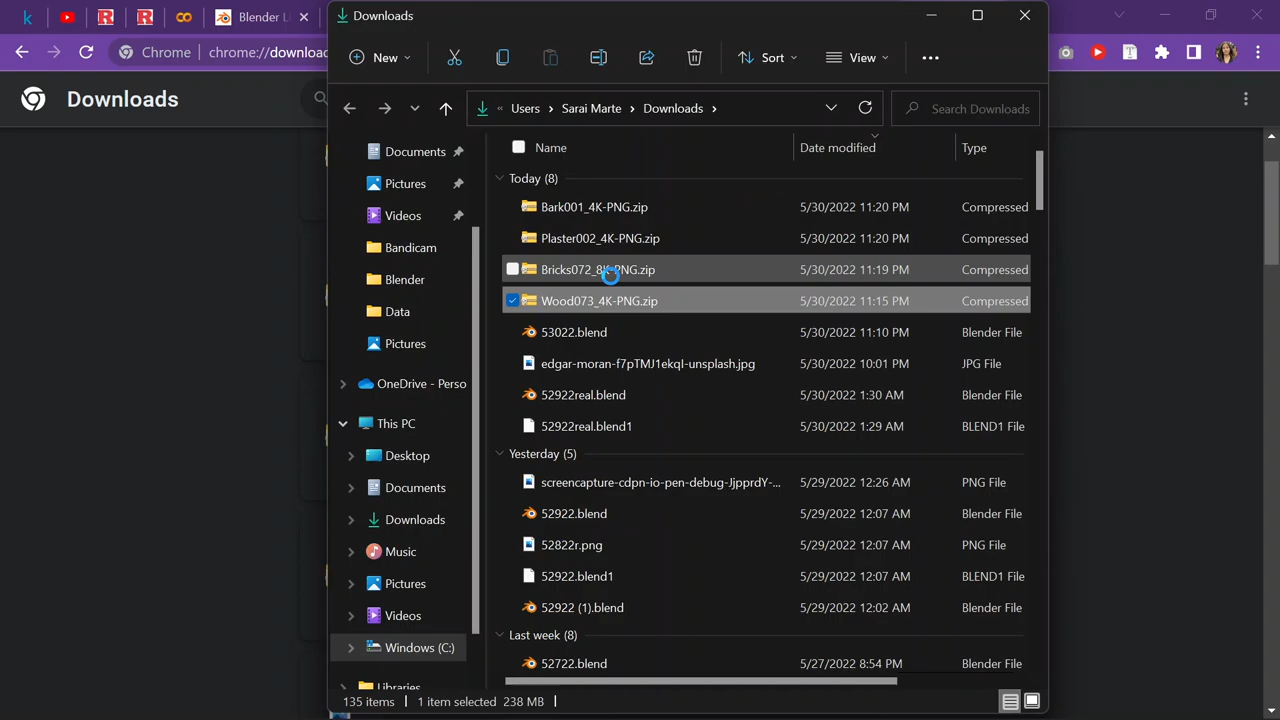 Blender Li
Downloads
Chrome chrome://downloa
New
Sort
View
Downloads
« Users Sarai Marte Downloads
Search Downloads
Documents
Pictures
Videos
Bandicam
Blender
Data
Pictures
OneDrive - Perso
This PC
Desktop
Documents
Downloads
Music
Pictures
Videos
Windows (C:)
Libraries
Name Date modified Type
Today (8)
Bark001_4K-PNG.zip 5/30/2022 11:20 PM Compressed
Plaster002_4K-PNG.zip 5/30/2022 11:20 PM Compressed
Bricks072_8K-PNG.zip 5/30/2022 11:19 PM Compressed
Wood073_4K-PNG.zip 5/30/2022 11:15 PM Compressed
53022.blend 5/30/2022 11:10 PM Blender File
edgar-moran-f7pTMJ1ekqI-unsplash.jpg 5/30/2022 10:01 PM JPG File
52922real.blend 5/30/2022 1:30 AM Blender File
52922real.blend1 5/30/2022 1:29 AM BLEND1 File
Yesterday (5)
screencapture-cdpn-io-pen-debug-JjpprdY-... 5/29/2022 12:26 AM PNG File
52922.blend 5/29/2022 12:07 AM Blender File
52822r.png 5/29/2022 12:07 AM PNG File
52922.blend1 5/29/2022 12:07 AM BLEND1 File
52922 (1).blend 5/29/2022 12:02 AM Blender File
Last week (8)
52722.blend 5/27/2022 8:54 PM Blender File
135 items 1 item selected 238 MB